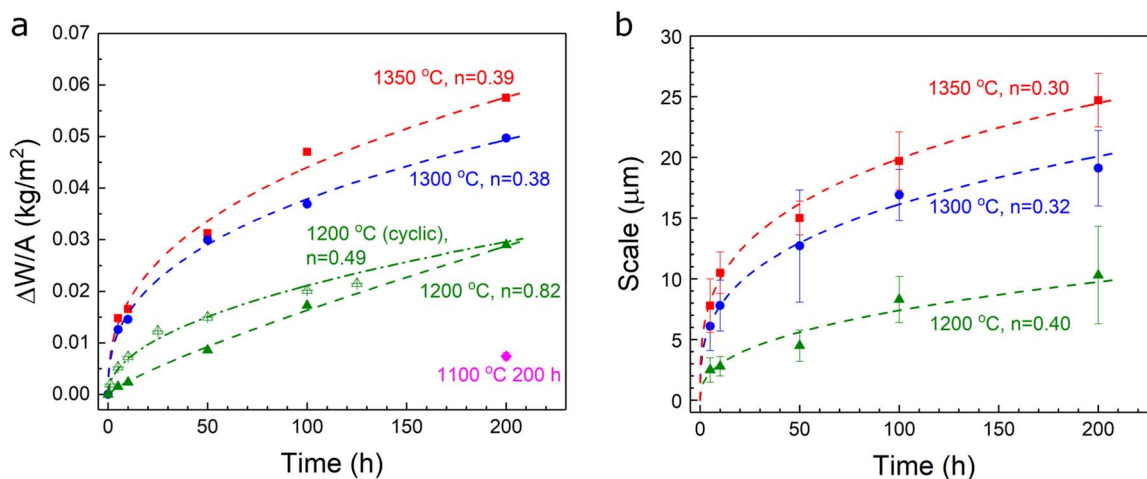 a
0.07
0.06
0.05
0.04
0.03
0.02
0.01
0.00
ΔW/A (kg/m²)
1350 °C, n=0.39
1300 °C, n=0.38
1200 °C (cyclic),
n=0.49
1200 °C, n=0.82
1100 °C 200 h
0
50
100
150
200
Time (h)
b
30
25
20
15
10
5
0
Scale (μm)
1350 °C, n=0.30
1300 °C, n=0.32
1200 °C, n=0.40
0
50
100
150
200
Time (h)